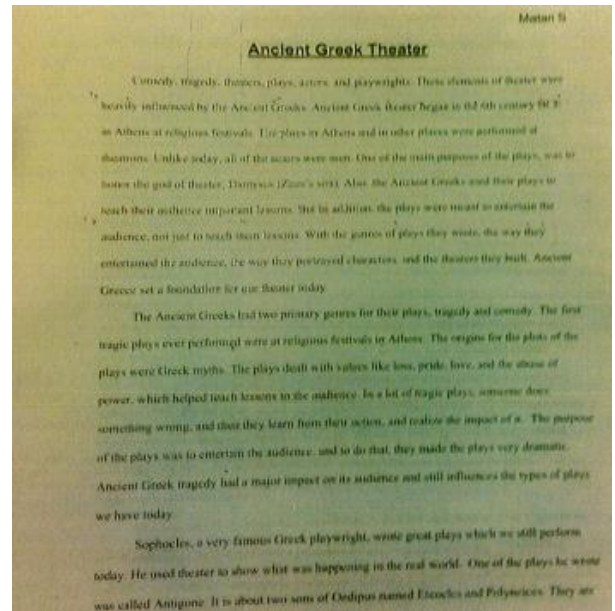 Matan S
Ancient Greek Theater
Comedy, tragedy, theaters, plays, actors, and playwrights. These elements of theater were
heavily influenced by the Ancient Greeks. Ancient Greek theater began in the 6th century BCE
in Athens at religious festivals. The plays in Athens and in other places were performed at
theatrons. Unlike today, all of the actors were men. One of the main purposes of the plays, was to
honor the god of theater, Dionysus (Zeus's son). Also, the Ancient Greeks used their plays to
teach their audience important lessons. But in addition, the plays were meant to entertain the
audience, not just to teach them lessons. With the genres of plays they wrote, the way they
entertained the audience, the way they portrayed characters, and the theaters they built, Ancient
Greece set a foundation for our theater today.
The Ancient Greeks had two primary genres for their plays, tragedy and comedy. The first
tragic plays ever performed were at religious festivals in Athens. The origins for the plots of the
plays were Greek myths. The plays dealt with values like love, pride, love, and the abuse of
power, which helped teach lessons to the audience. In a lot of tragic plays, someone does
something wrong, and then they learn from their action, and realize the impact of it. The purpose
of the plays was to entertain the audience, and to do that, they made the plays very dramatic.
Ancient Greek tragedy had a major impact on its audience and still influences the types of plays
we have today.
Sophocles, a very famous Greek playwright, wrote great plays which we still perform
today. He used theater to show what was happening in the real world. One of the plays he wrote
was called Antigone. It is about two sons of Oedipus named Eteocles and Polyneices. They are